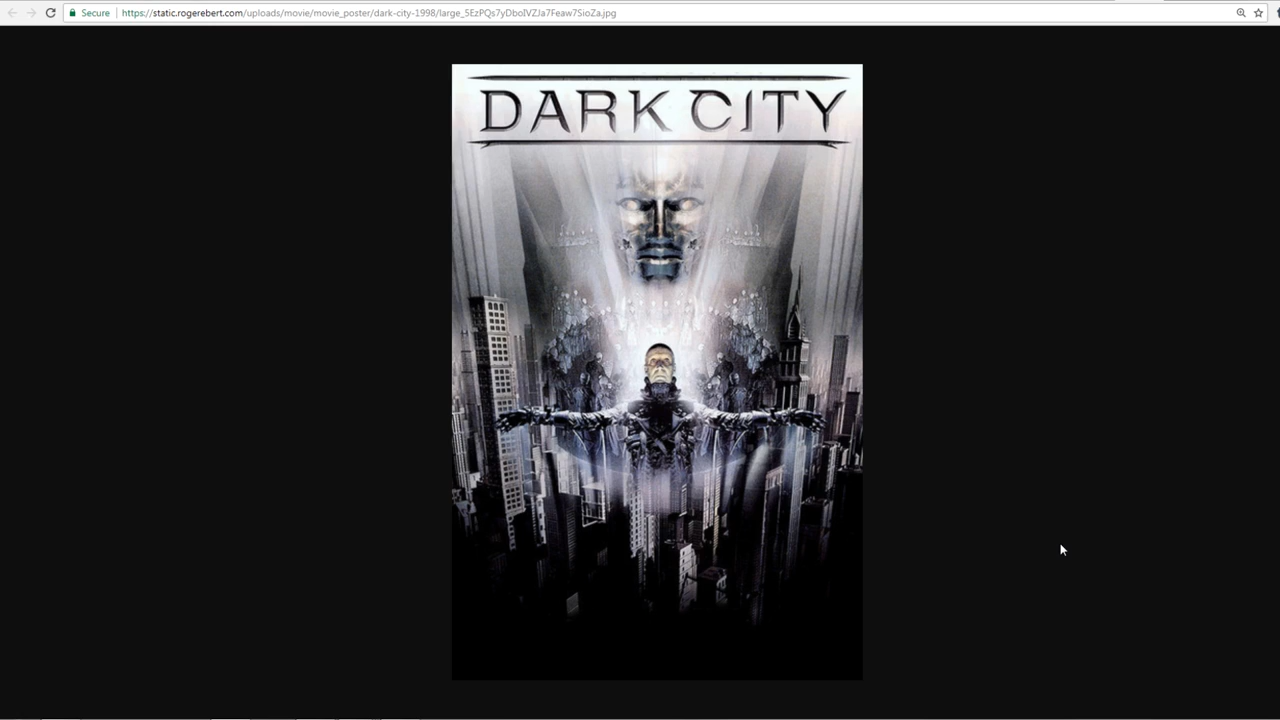 Secure
https://static.rogerebert.com/uploads/movie/movie_poster/dark-city-1998/large_5EzPQs7yDboIVZJa7Feaw7SioZa.jpg
DARK CITY